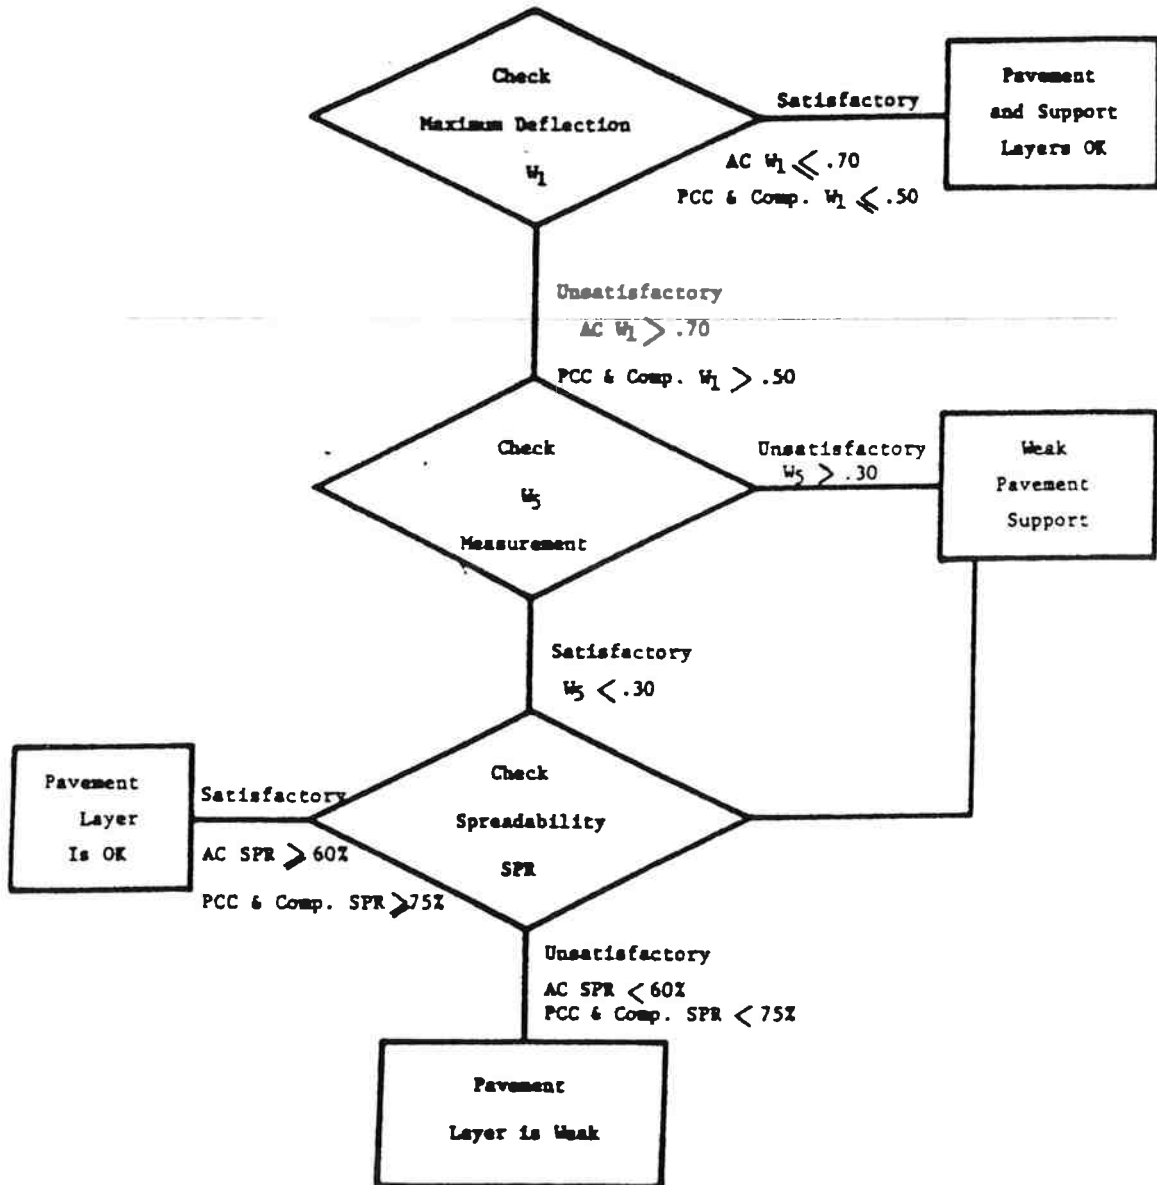 Check
Maximum Deflection
W1
Satisfactory
AC W1 ≤ .70
PCC & Comp. W1 ≤ .50
Pavement
and Support
Layers OK
Unsatisfactory
AC W1 > .70
PCC & Comp. W1 > .50
Check
W5
Measurement
Unsatisfactory
W5 > .30
Weak
Pavement
Support
Satisfactory
W5 < .30
Check
Spreadability
SPR
Pavement
Layer
Is OK
Satisfactory
AC SPR ≥ 60%
PCC & Comp. SPR ≥ 75%
Unsatisfactory
AC SPR < 60%
PCC & Comp. SPR < 75%
Pavement
Layer is Weak